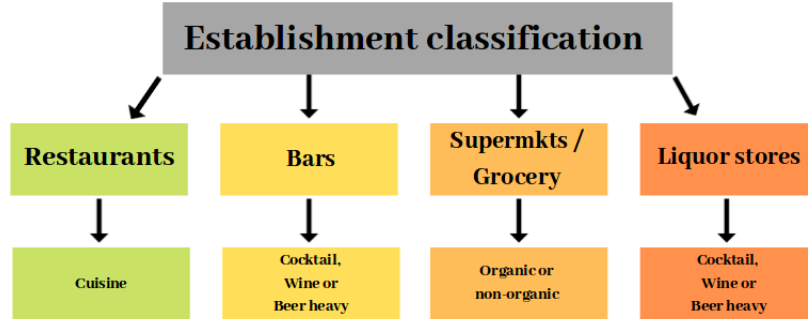 Establishment classification
Restaurants
Bars
Supermkts /
Grocery
Liquor stores
Cuisine
Cocktail,
Wine or
Beer heavy
Organic or
non-organic
Cocktail,
Wine or
Beer heavy